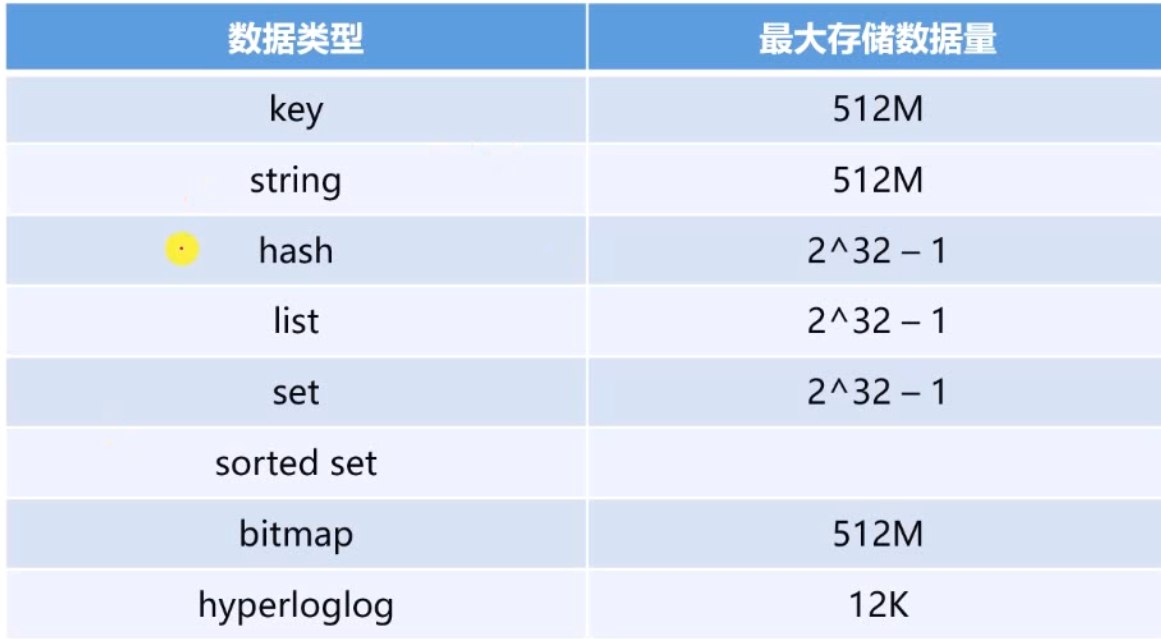 数据类型 最大存储数据量
key 512M
string 512M
hash 2^32 – 1
list 2^32 – 1
set 2^32 – 1
sorted set
bitmap 512M
hyperloglog 12K